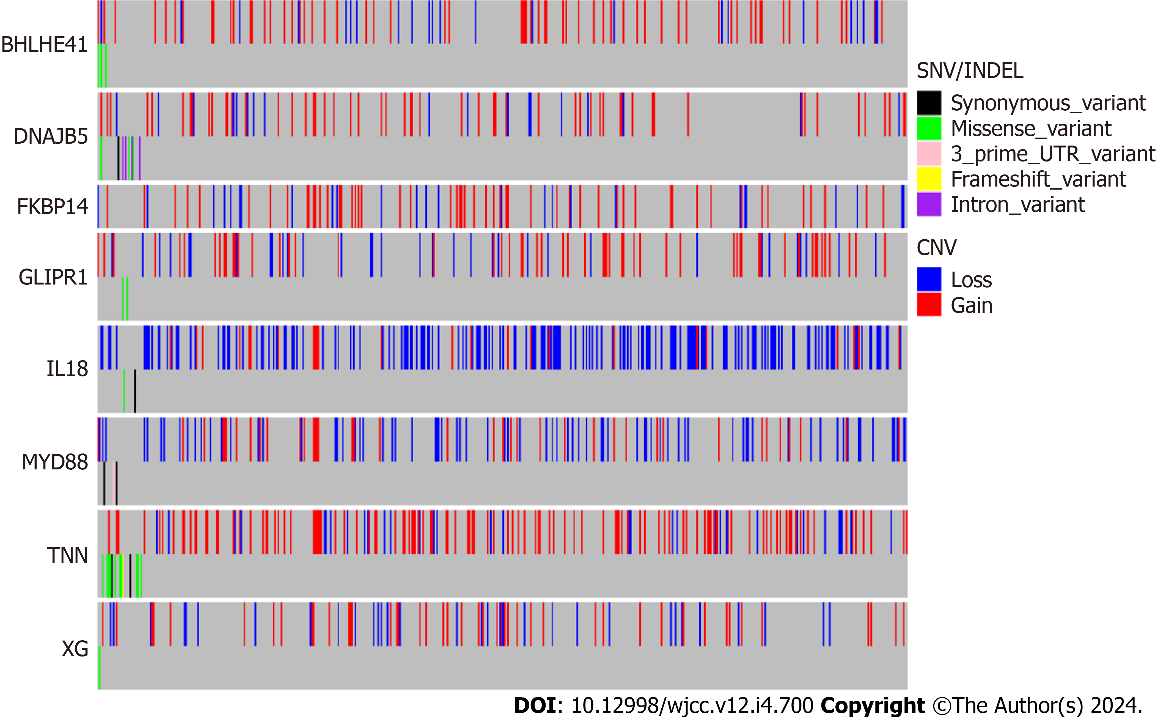 BHLHE41
DNAJB5
FKBP14
GLIPR1
IL18
MYD88
TNN
XG
SNV/INDEL
Synonymous_variant
Missense_variant
3_prime_UTR_variant
Frameshift_variant
Intron_variant
CNV
Loss
Gain
DOI: 10.12998/wjcc.v12.i4.700 Copyright ©The Author(s) 2024.